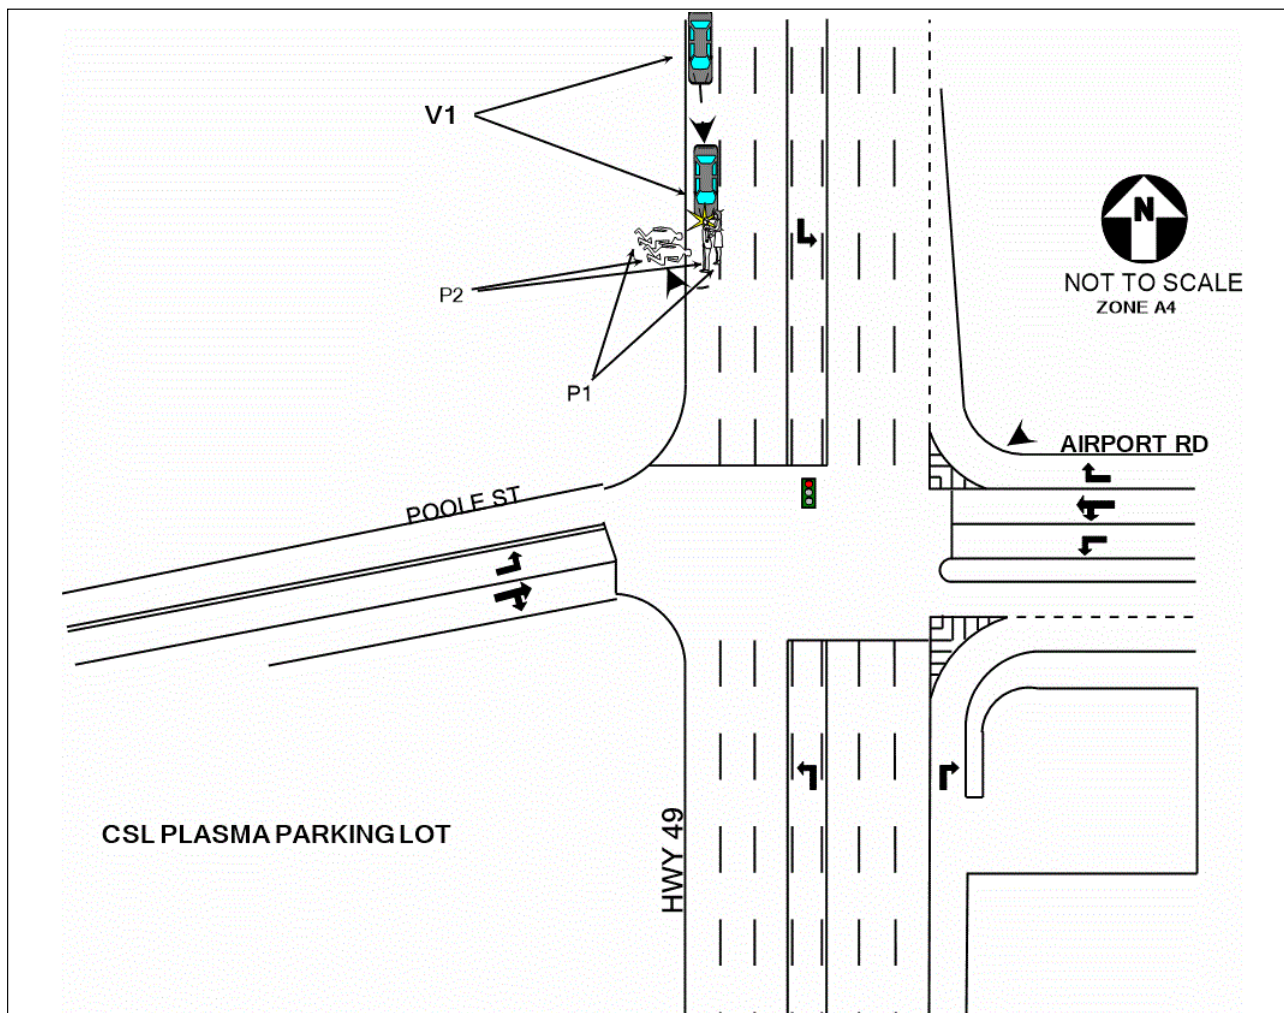 V1
N
NOT TO SCALE
ZONE A4
P2
P1
AIRPORT RD
POOLE ST
CSL PLASMA PARKING LOT
HWY 49